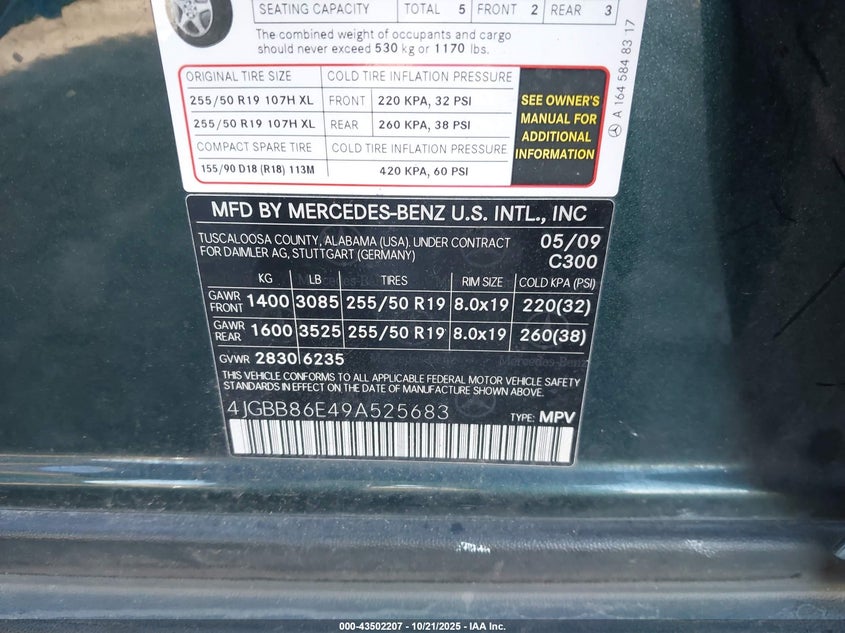 SEATING CAPACITY TOTAL 5 FRONT 2 REAR 3
The combined weight of occupants and cargo
should never exceed 530 kg or 1170 lbs.
ORIGINAL TIRE SIZE COLD TIRE INFLATION PRESSURE
255/50 R19 107H XL FRONT 220 KPA, 32 PSI
255/50 R19 107H XL REAR 260 KPA, 38 PSI
COMPACT SPARE TIRE COLD TIRE INFLATION PRESSURE
155/90 D18 (R18) 113M 420 KPA, 60 PSI
SEE OWNER'S
MANUAL FOR
ADDITIONAL
INFORMATION
A 164 584 83 17
MFD BY MERCEDES-BENZ U.S. INTL., INC
TUSCALOOSA COUNTY, ALABAMA (USA). UNDER CONTRACT 05/09
FOR DAIMLER AG, STUTTGART (GERMANY) C300
KG LB TIRES RIM SIZE COLD KPA (PSI)
GAWR FRONT 1400 3085 255/50 R19 8.0x19 220(32)
GAWR REAR 1600 3525 255/50 R19 8.0x19 260(38)
GVWR 2830 6235
THIS VEHICLE CONFORMS TO ALL APPLICABLE FEDERAL MOTOR VEHICLE SAFETY
STANDARDS IN EFFECT ON THE DATE OF MANUFACTURE SHOWN ABOVE.
4JGBB86E49A525683 TYPE: MPV
000-43502207 - 10/21/2025 - IAA Inc.